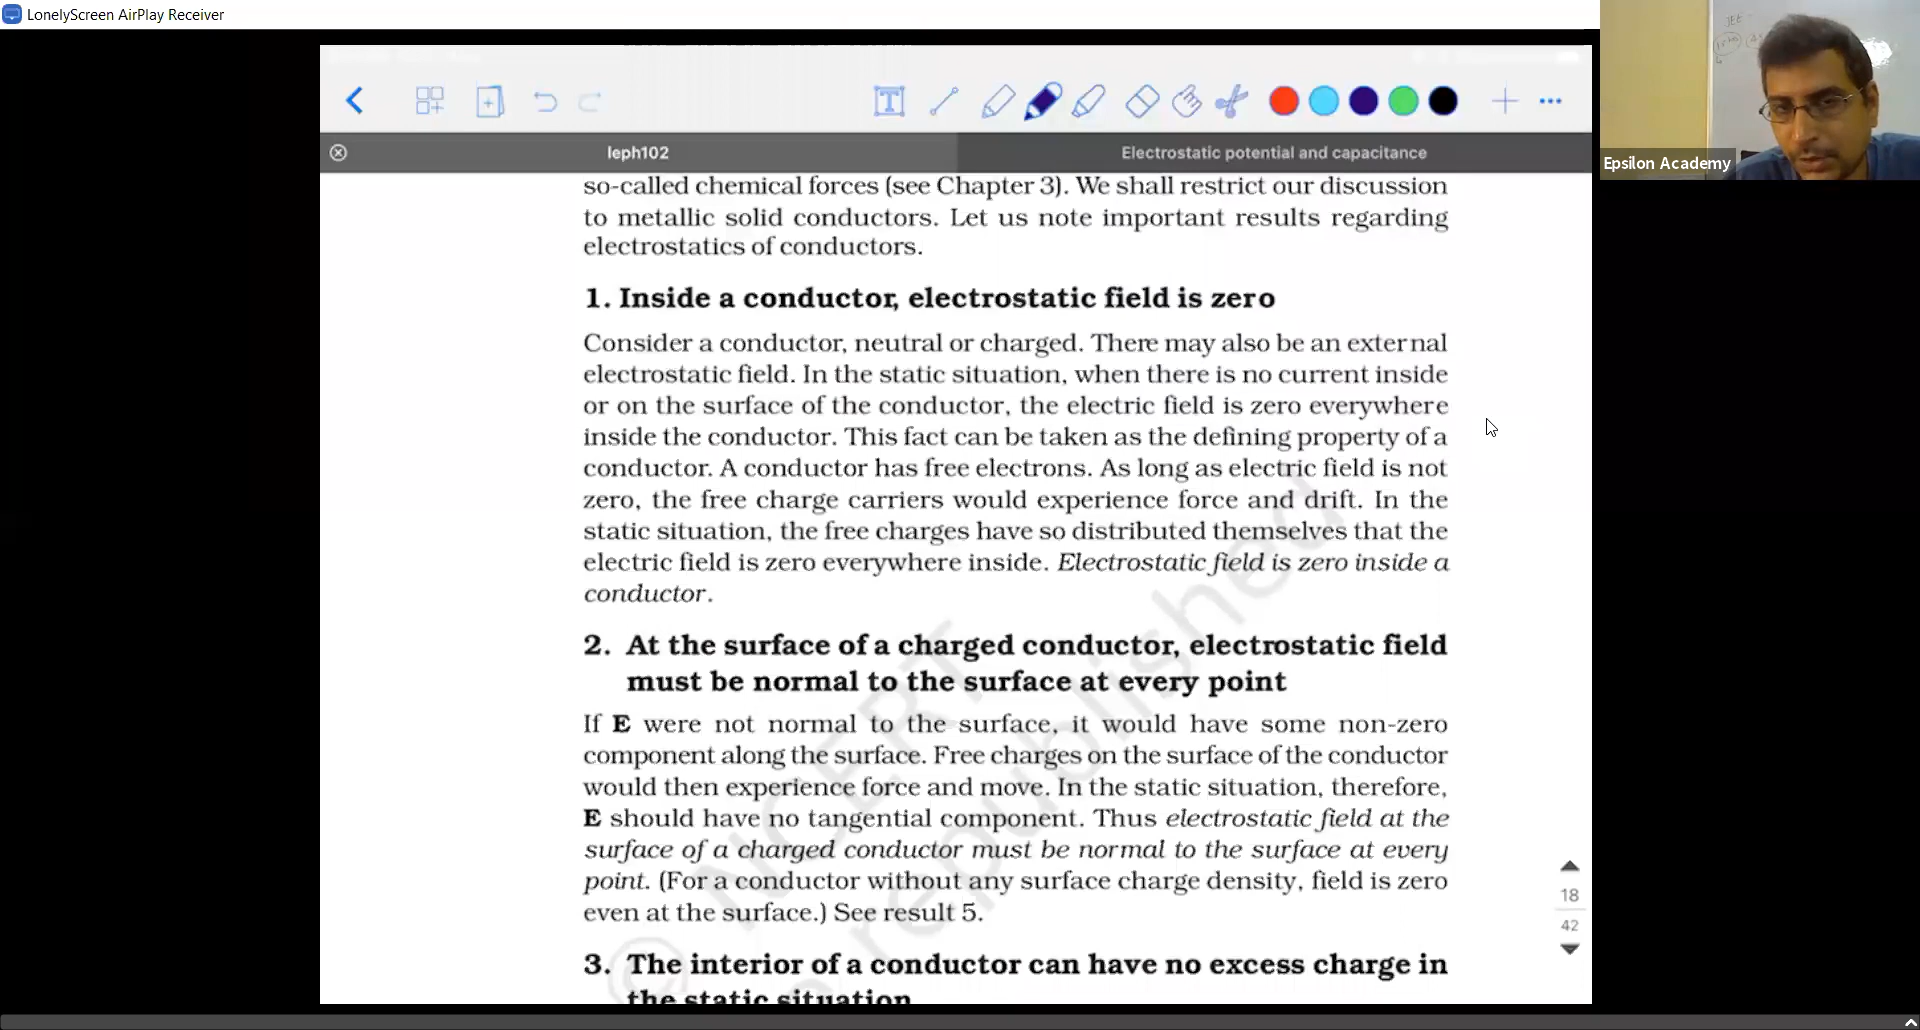 LonelyScreen AirPlay Receiver
JEE
Epsilon Academy
T
leph102
Electrostatic potential and capacitance
so-called chemical forces (see Chapter 3). We shall restrict our discussion
to metallic solid conductors. Let us note important results regarding
electrostatics of conductors.
1. Inside a conductor, electrostatic field is zero
Consider a conductor, neutral or charged. There may also be an external
electrostatic field. In the static situation, when there is no current inside
or on the surface of the conductor, the electric field is zero everywhere
inside the conductor. This fact can be taken as the defining property of a
conductor. A conductor has free electrons. As long as electric field is not
zero, the free charge carriers would experience force and drift. In the
static situation, the free charges have so distributed themselves that the
electric field is zero everywhere inside. Electrostatic field is zero inside a
conductor.
2. At the surface of a charged conductor, electrostatic field
must be normal to the surface at every point
If E were not normal to the surface, it would have some non-zero
component along the surface. Free charges on the surface of the conductor
would then experience force and move. In the static situation, therefore,
E should have no tangential component. Thus electrostatic field at the
surface of a charged conductor must be normal to the surface at every
point. (For a conductor without any surface charge density, field is zero
even at the surface.) See result 5.
3. The interior of a conductor can have no excess charge in
the static situation
© NCERT
republished
18
42